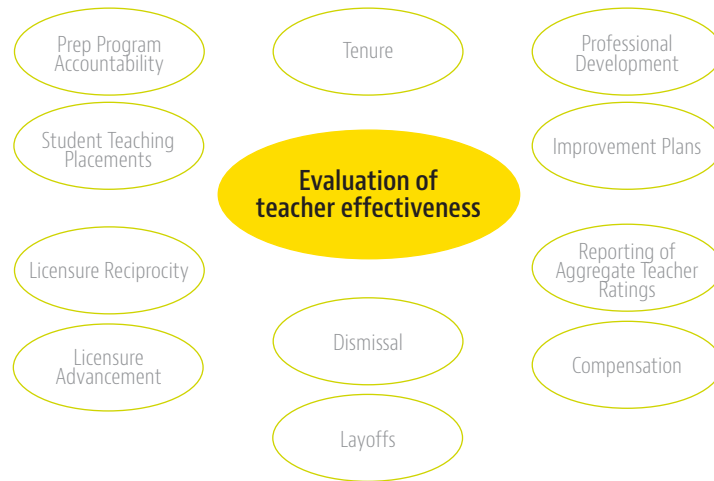 Prep Program
Accountability
Tenure
Professional
Development
Student Teaching
Placements
Improvement Plans
Evaluation of
teacher effectiveness
Licensure Reciprocity
Reporting of
Aggregate Teacher
Ratings
Licensure
Advancement
Dismissal
Compensation
Layoffs